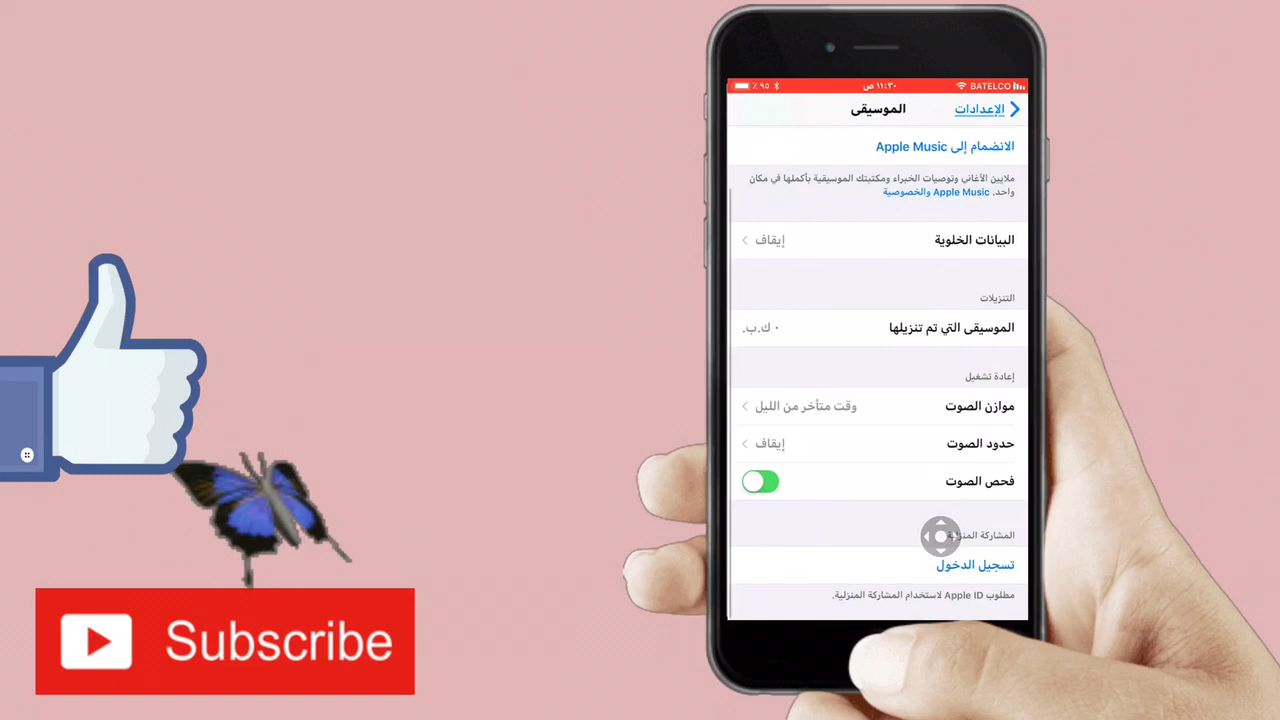 BATELCO
١١:٣٠ ص
٪ ٩٥
الإعدادات
الموسيقى
الانضمام إلى Apple Music
ملايين الأغاني وتوصيات الخبراء ومكتبتك الموسيقية بأكملها في مكان
واحد. Apple Music والخصوصية
البيانات الخلوية
إيقاف
التنزيلات
الموسيقى التي تم تنزيلها
٠ ك.ب.
إعادة تشغيل
موازن الصوت
وقت متأخر من الليل
حدود الصوت
إيقاف
فحص الصوت
المشاركة المنزلية
تسجيل الدخول
مطلوب Apple ID لاستخدام المشاركة المنزلية.
Subscribe